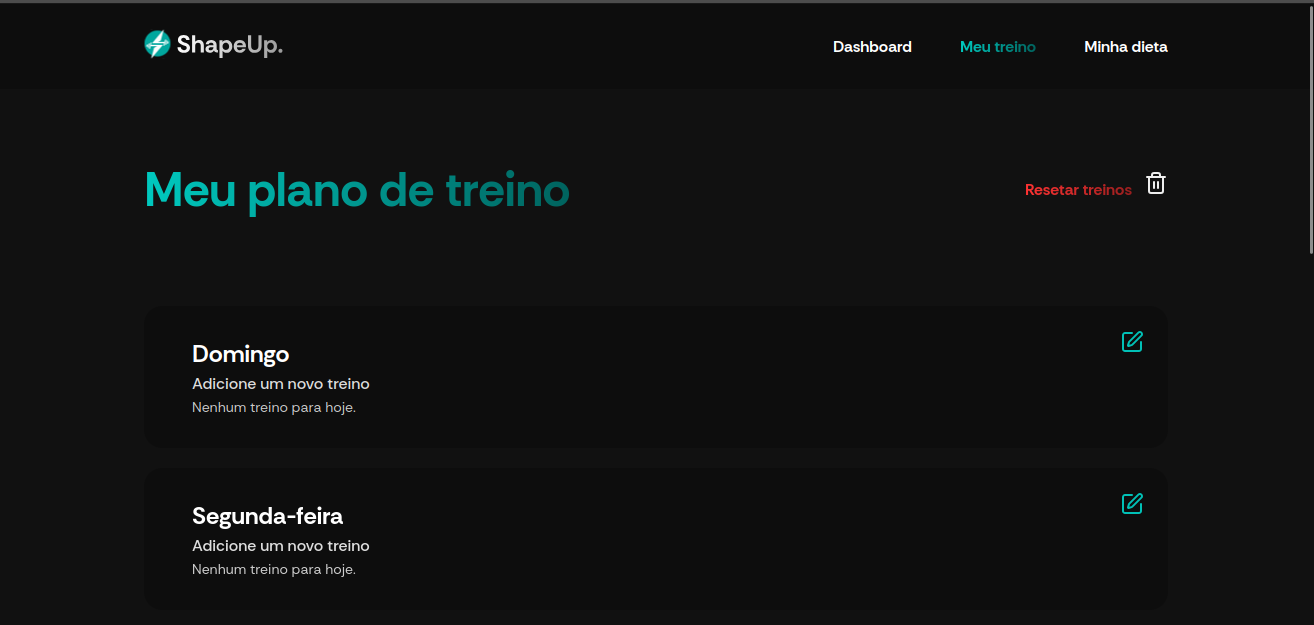 ShapeUp.
Dashboard
Meu treino
Minha dieta
Meu plano de treino
Resetar treinos
Domingo
Adicione um novo treino
Nenhum treino para hoje.
Segunda-feira
Adicione um novo treino
Nenhum treino para hoje.